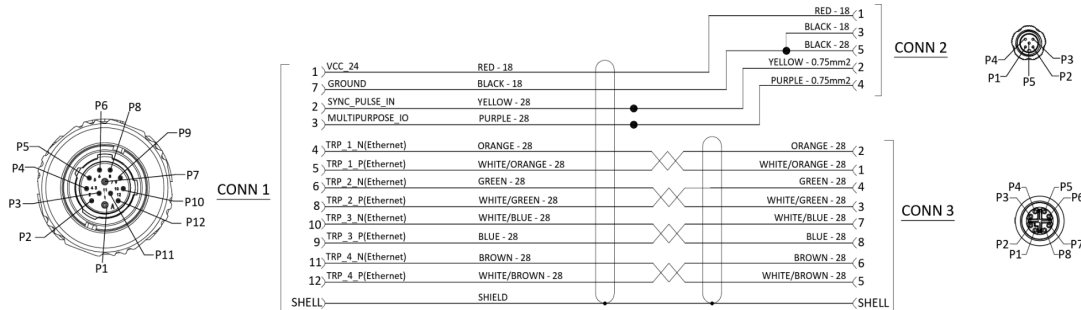 RED - 18 1
BLACK - 18 3
BLACK - 28 5
YELLOW - 0.75mm2 2
PURPLE - 0.75mm2 4
CONN 2
P4 P3
P1 P2
P5
1 VCC_24 RED - 18
7 GROUND BLACK - 18
2 SYNC_PULSE_IN YELLOW - 28
3 MULTIPURPOSE_IO PURPLE - 28
4 TRP_1_N(Ethernet) ORANGE - 28 ORANGE - 28 2
5 TRP_1_P(Ethernet) WHITE/ORANGE - 28 WHITE/ORANGE - 28 1
6 TRP_2_N(Ethernet) GREEN - 28 GREEN - 28 4
8 TRP_2_P(Ethernet) WHITE/GREEN - 28 WHITE/GREEN - 28 3
10 TRP_3_N(Ethernet) WHITE/BLUE - 28 WHITE/BLUE - 28 7
9 TRP_3_P(Ethernet) BLUE - 28 BLUE - 28 8
11 TRP_4_N(Ethernet) BROWN - 28 BROWN - 28 6
12 TRP_4_P(Ethernet) WHITE/BROWN - 28 WHITE/BROWN - 28 5
SHELL SHIELD SHELL
CONN 1
P6 P8
P5 P9
P4 P7
P3 P10
P12
P2 P11
P1
CONN 3
P4 P5
P3 P6
P2 P7
P1 P8